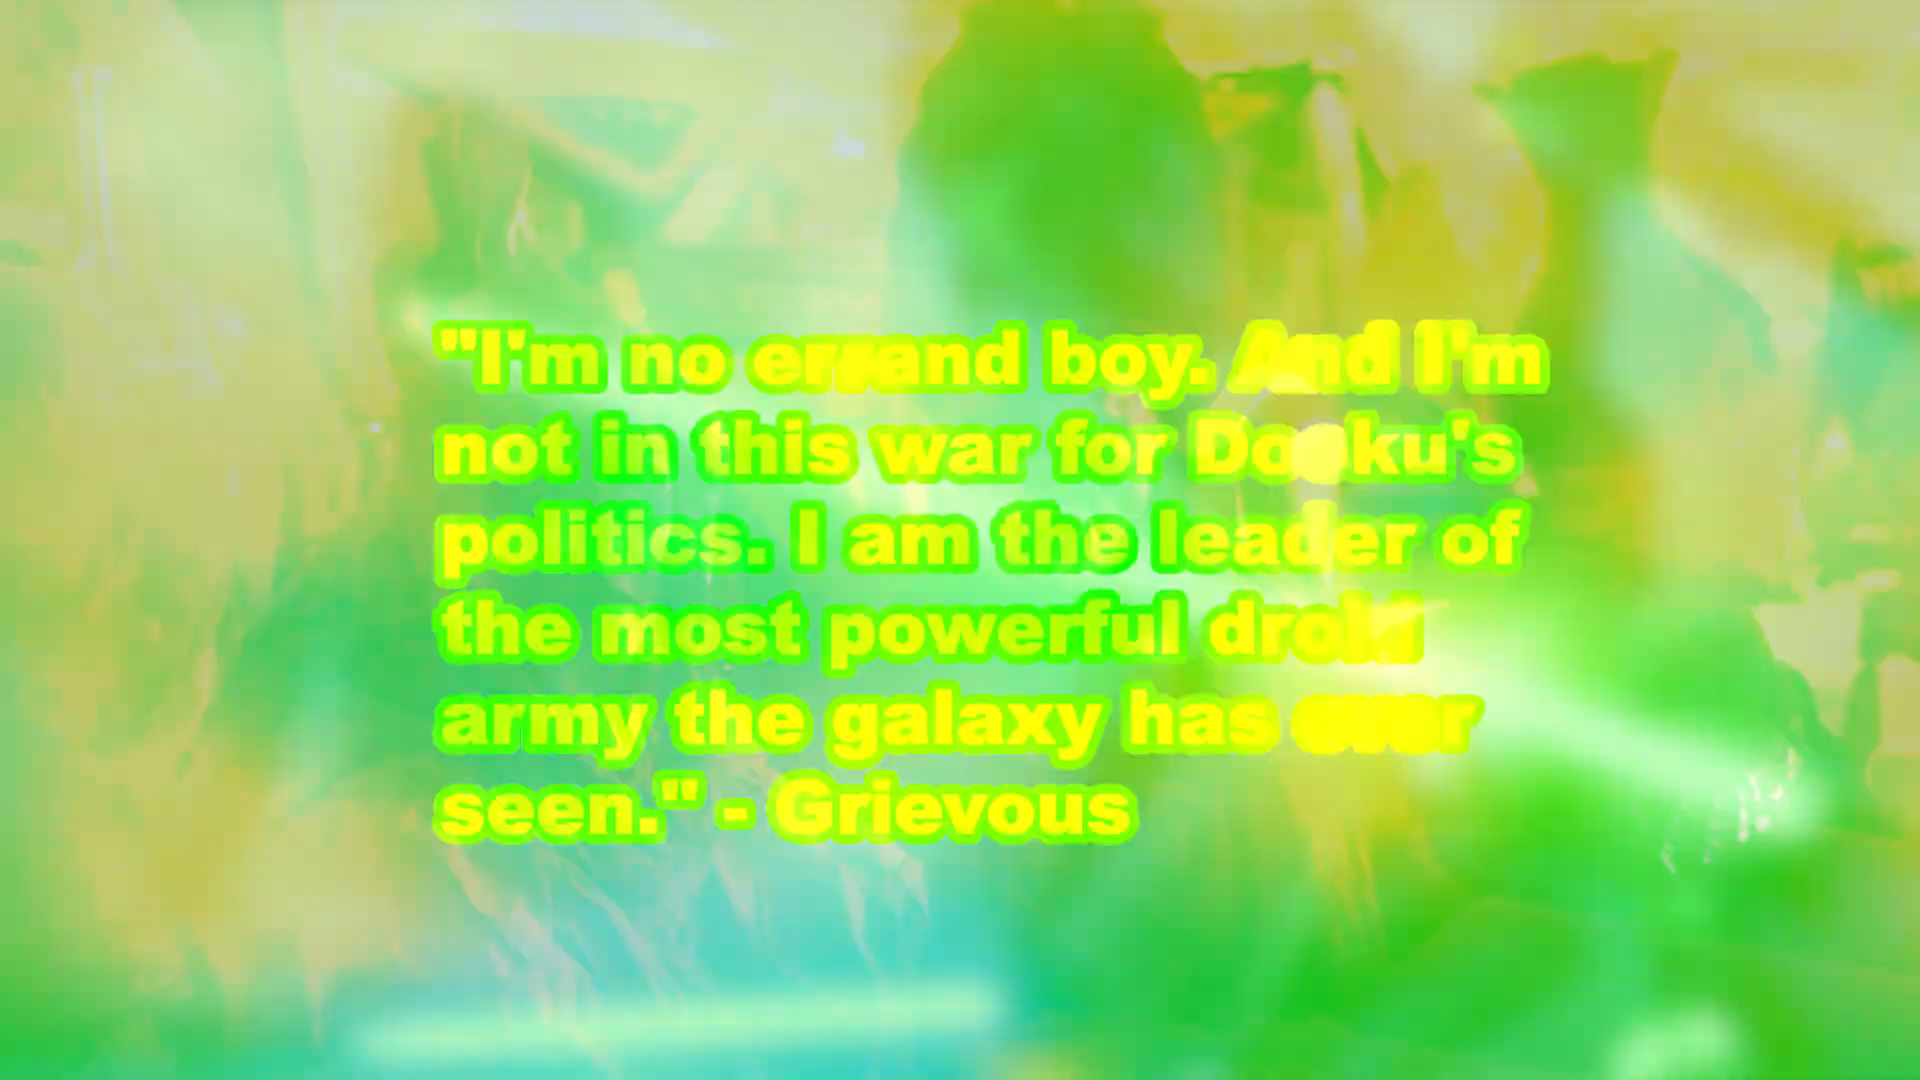 "I'm no errand boy. And I'm
not in this war for Dooku's
politics. I am the leader of
the most powerful droid
army the galaxy has ever
seen." - Grievous